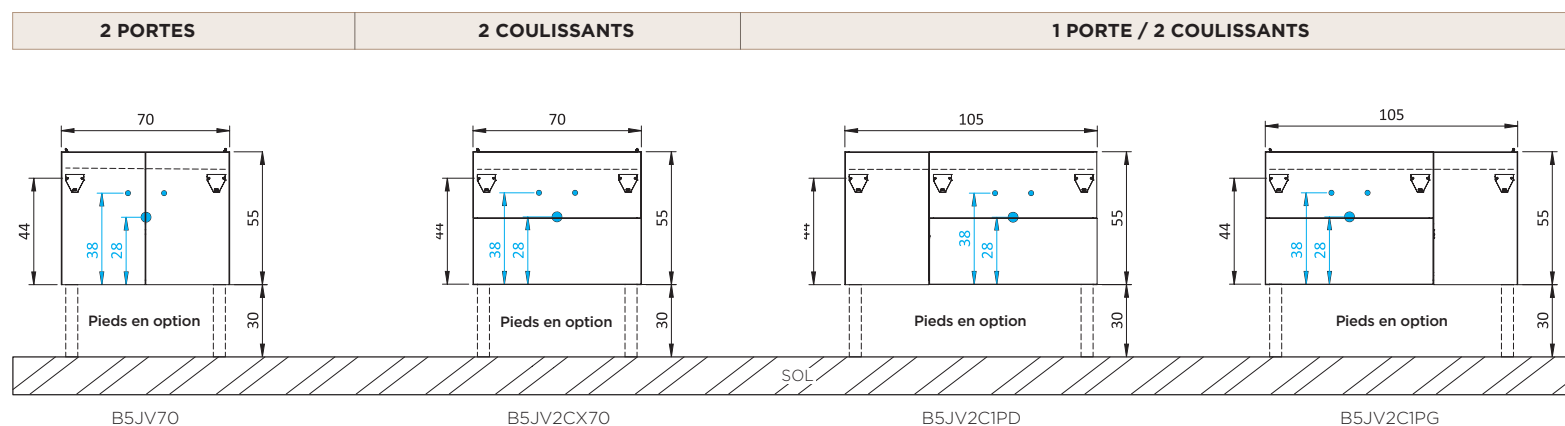 2 PORTES
2 COULISSANTS
1 PORTE / 2 COULISSANTS
70
44
38
28
55
Pieds en option
30
70
44
38
28
55
Pieds en option
30
105
44
38
28
55
Pieds en option
30
105
44
38
28
55
Pieds en option
30
SOL
B5JV70
B5JV2CX70
B5JV2C1PD
B5JV2C1PG